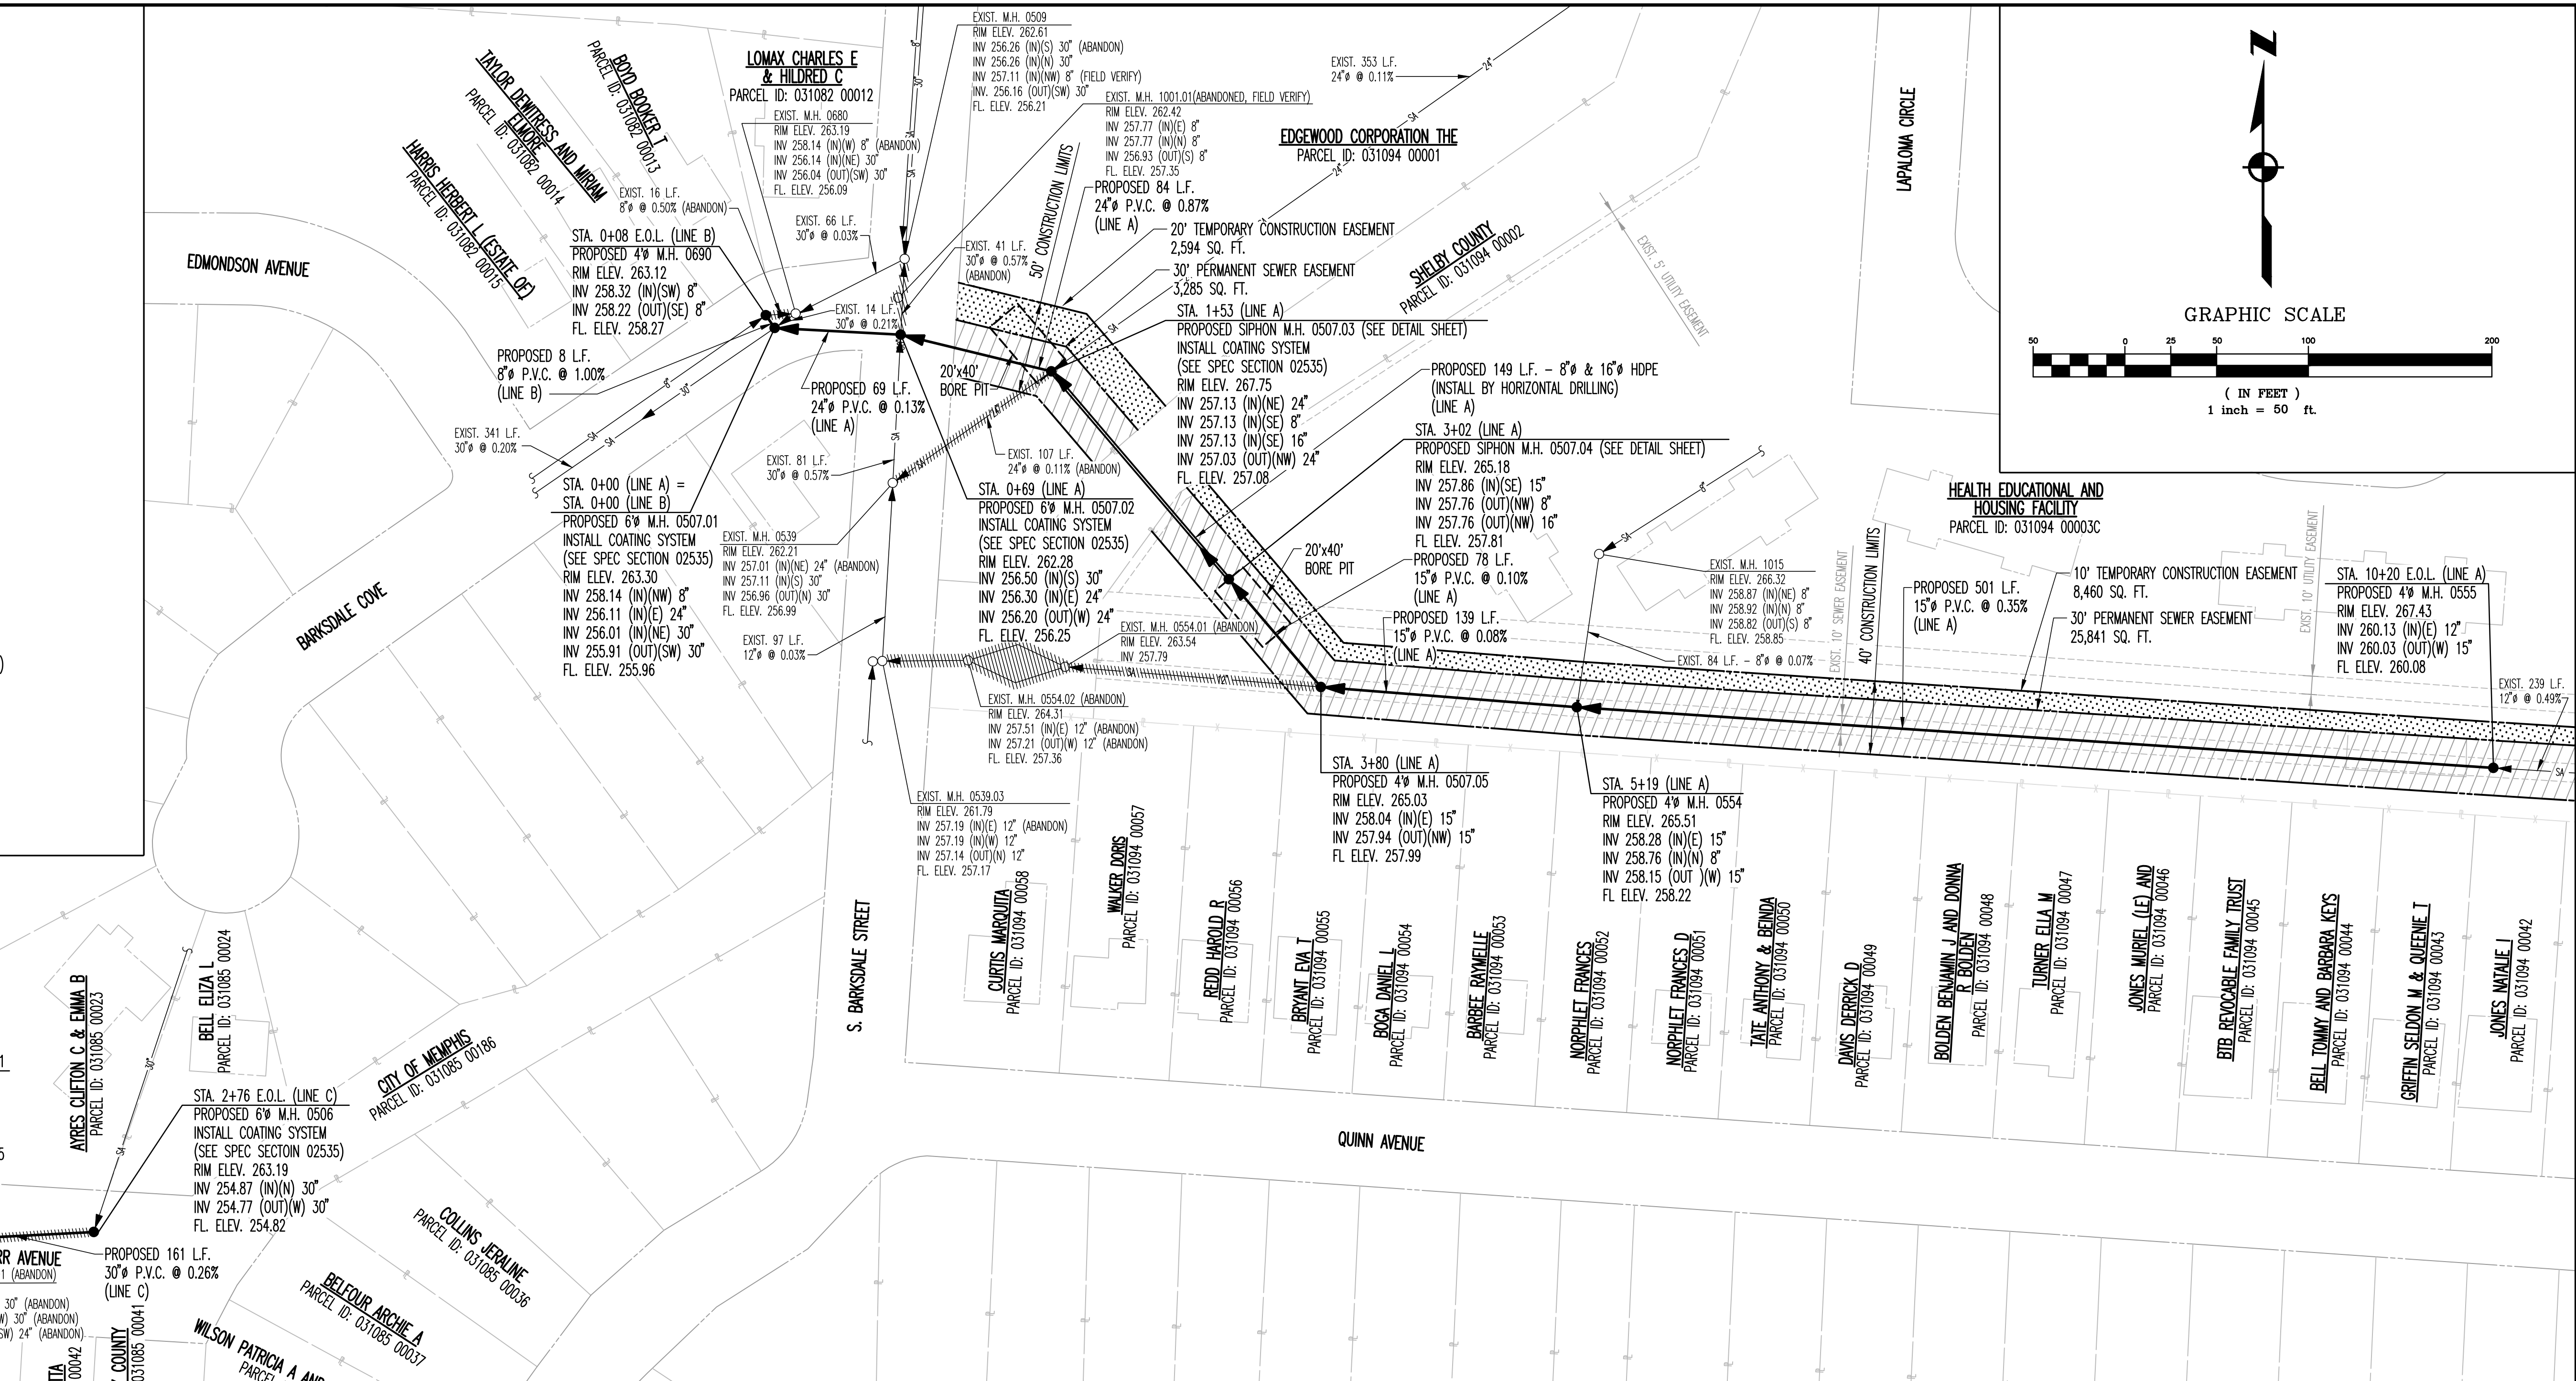 EXIST. M.H. 0509
RIM ELEV. 262.61
INV 256.26 (IN)(S) 30" (ABANDON)
INV 256.26 (IN)(N) 30"
INV 257.11 (IN)(NW) 8" (FIELD VERIFY)
INV. 256.16 (OUT)(SW) 30"
FL. ELEV. 256.21
EXIST. M.H. 1001.01(ABANDONED, FIELD VERIFY)
RIM ELEV. 262.42
INV 257.77 (IN)(E) 8"
INV 257.77 (IN)(N) 8"
INV 256.93 (OUT)(S) 8"
FL. ELEV. 257.35
EXIST. 353 L.F.
24"ø @ 0.11%
EDGEWOOD CORPORATION THE
PARCEL ID: 031094 00001
LOMAX CHARLES E
& HILDRED C
PARCEL ID: 031082 00012
BOYD BOOKER T
PARCEL ID: 031082 00013
TAYLOR DEWITRESS AND MIRIAM
ELMORE
PARCEL ID: 031082 00014
HARRIS HERBERT L (ESTATE OF)
PARCEL ID: 031082 00015
EXIST. M.H. 0680
RIM ELEV. 263.19
INV 258.14 (IN)(W) 8" (ABANDON)
INV 256.14 (IN)(NE) 30"
INV 256.04 (OUT)(SW) 30"
FL. ELEV. 256.09
EXIST. 16 L.F.
8"ø @ 0.50% (ABANDON)
EXIST. 66 L.F.
30"ø @ 0.03%
EXIST. 41 L.F.
30"ø @ 0.57%
(ABANDON)
50' CONSTRUCTION LIMITS
PROPOSED 84 L.F.
24"ø P.V.C. @ 0.87%
(LINE A)
20' TEMPORARY CONSTRUCTION EASEMENT
2,594 SQ. FT.
30' PERMANENT SEWER EASEMENT
3,285 SQ. FT.
SHELBY COUNTY
PARCEL ID: 031094 00002
EXIST. 5' UTILITY EASEMENT
LAPALOMA CIRCLE
N
GRAPHIC SCALE
50 0 25 50 100 200
( IN FEET )
1 inch = 50 ft.
EDMONDSON AVENUE
STA. 0+08 E.O.L. (LINE B)
PROPOSED 4'ø M.H. 0690
RIM ELEV. 263.12
INV 258.32 (IN)(SW) 8"
INV 258.22 (OUT)(SE) 8"
FL. ELEV. 258.27
EXIST. 14 L.F.
30"ø @ 0.21%
PROPOSED 8 L.F.
8"ø P.V.C. @ 1.00%
(LINE B)
PROPOSED 69 L.F.
24"ø P.V.C. @ 0.13%
(LINE A)
20'x40'
BORE PIT
STA. 1+53 (LINE A)
PROPOSED SIPHON M.H. 0507.03 (SEE DETAIL SHEET)
INSTALL COATING SYSTEM
(SEE SPEC SECTION 02535)
RIM ELEV. 267.75
INV 257.13 (IN)(NE) 24"
INV 257.13 (IN)(SE) 8"
INV 257.13 (IN)(SE) 16"
INV 257.03 (OUT)(NW) 24"
FL. ELEV. 257.08
PROPOSED 149 L.F. - 8"ø & 16"ø HDPE
(INSTALL BY HORIZONTAL DRILLING)
(LINE A)
STA. 3+02 (LINE A)
PROPOSED SIPHON M.H. 0507.04 (SEE DETAIL SHEET)
RIM ELEV. 265.18
INV 257.86 (IN)(SE) 15"
INV 257.76 (OUT)(NW) 8"
INV 257.76 (OUT)(NW) 16"
FL ELEV. 257.81
20'x40'
BORE PIT
PROPOSED 78 L.F.
15"ø P.V.C. @ 0.10%
(LINE A)
PROPOSED 139 L.F.
15"ø P.V.C. @ 0.08%
(LINE A)
EXIST. 341 L.F.
30"ø @ 0.20%
EXIST. 81 L.F.
30"ø @ 0.57%
EXIST. 107 L.F.
24"ø @ 0.11% (ABANDON)
STA. 0+00 (LINE A) =
STA. 0+00 (LINE B)
PROPOSED 6'ø M.H. 0507.01
INSTALL COATING SYSTEM
(SEE SPEC SECTION 02535)
RIM ELEV. 263.30
INV 258.14 (IN)(NW) 8"
INV 256.11 (IN)(E) 24"
INV 256.01 (IN)(NE) 30"
INV 255.91 (OUT)(SW) 30"
FL. ELEV. 255.96
EXIST. M.H. 0539
RIM ELEV. 262.21
INV 257.01 (IN)(NE) 24" (ABANDON)
INV 257.11 (IN)(S) 30"
INV 256.96 (OUT)(N) 30"
FL. ELEV. 256.99
STA. 0+69 (LINE A)
PROPOSED 6'ø M.H. 0507.02
INSTALL COATING SYSTEM
(SEE SPEC SECTION 02535)
RIM ELEV. 262.28
INV 256.50 (IN)(S) 30"
INV 256.30 (IN)(E) 24"
INV 256.20 (OUT)(W) 24"
FL. ELEV. 256.25
EXIST. 97 L.F.
12"ø @ 0.03%
EXIST. M.H. 0554.01 (ABANDON)
RIM ELEV. 263.54
INV 257.79
EXIST. M.H. 0554.02 (ABANDON)
RIM ELEV. 264.31
INV 257.51 (IN)(E) 12" (ABANDON)
INV 257.21 (OUT)(W) 12" (ABANDON)
FL. ELEV. 257.36
EXIST. M.H. 0539.03
RIM ELEV. 261.79
INV 257.19 (IN)(E) 12" (ABANDON)
INV 257.19 (IN)(W) 12"
INV 257.14 (OUT)(N) 12"
FL. ELEV. 257.17
EXIST. M.H. 1015
RIM ELEV. 266.32
INV 258.87 (IN)(NE) 8"
INV 258.92 (IN)(N) 8"
INV 258.82 (OUT)(S) 8"
FL. ELEV. 258.85
EXIST. 84 L.F. - 8"ø @ 0.07%
EXIST. 10' SEWER EASEMENT
40' CONSTRUCTION LIMITS
HEALTH EDUCATIONAL AND
HOUSING FACILITY
PARCEL ID: 031094 00003C
PROPOSED 501 L.F.
15"ø P.V.C. @ 0.35%
(LINE A)
10' TEMPORARY CONSTRUCTION EASEMENT
8,460 SQ. FT.
30' PERMANENT SEWER EASEMENT
25,841 SQ. FT.
EXIST. 10' UTILITY EASEMENT
STA. 10+20 E.O.L. (LINE A)
PROPOSED 4'ø M.H. 0555
RIM ELEV. 267.43
INV 260.13 (IN)(E) 12"
INV 260.03 (OUT)(W) 15"
FL ELEV. 260.08
EXIST. 239 L.F.
12"ø @ 0.49%
STA. 3+80 (LINE A)
PROPOSED 4'ø M.H. 0507.05
RIM ELEV. 265.03
INV 258.04 (IN)(E) 15"
INV 257.94 (OUT)(NW) 15"
FL ELEV. 257.99
STA. 5+19 (LINE A)
PROPOSED 4'ø M.H. 0554
RIM ELEV. 265.51
INV 258.28 (IN)(E) 15"
INV 258.76 (IN)(N) 8"
INV 258.15 (OUT )(W) 15"
FL ELEV. 258.22
BARKSDALE COVE
S. BARKSDALE STREET
QUINN AVENUE
CURTIS MARQUITA
PARCEL ID: 031094 00058
WALKER DORIS
PARCEL ID: 031094 00057
REDD HAROLD R
PARCEL ID: 031094 00056
BRYANT EVA T
PARCEL ID: 031094 00055
BOGA DANIEL L
PARCEL ID: 031094 00054
BARBEE RAYMELLE
PARCEL ID: 031094 00053
NORPHLET FRANCES
PARCEL ID: 031094 00052
NORPHLET FRANCES D
PARCEL ID: 031094 00051
TATE ANTHONY & BEINDA
PARCEL ID: 031094 00050
DAVIS DERRICK D
PARCEL ID: 031094 00049
BOLDEN BENJAMIN J AND DONNA
R BOLDEN
PARCEL ID: 031094 00048
TURNER ELLA M
PARCEL ID: 031094 00047
JONES MURIEL (LE) AND
PARCEL ID: 031094 00046
BTB REVOCABLE FAMILY TRUST
PARCEL ID: 031094 00045
BELL TOMMY AND BARBARA KEYS
PARCEL ID: 031094 00044
GRIFFIN SELDON M & QUEENIE T
PARCEL ID: 031094 00043
JONES NATALIE I
PARCEL ID: 031094 00042
AYRES CLIFTON C & EMMA B
PARCEL ID: 031085 00023
BELL ELIZA L
PARCEL ID: 031085 00024
CITY OF MEMPHIS
PARCEL ID: 031085 00186
STA. 2+76 E.O.L. (LINE C)
PROPOSED 6'ø M.H. 0506
INSTALL COATING SYSTEM
(SEE SPEC SECTOIN 02535)
RIM ELEV. 263.19
INV 254.87 (IN)(N) 30"
INV 254.77 (OUT)(W) 30"
FL. ELEV. 254.82
RR AVENUE
1 (ABANDON)
30" (ABANDON)
W) 30" (ABANDON)
SW) 24" (ABANDON)
PROPOSED 161 L.F.
30"ø P.V.C. @ 0.26%
(LINE C)
COLLINS JERALINE
PARCEL ID: 031085 00036
BELFOUR ARCHIE A
PARCEL ID: 031085 00037
WILSON PATRICIA A AND
PARCEL
COUNTY
031085 00041
TTA
00042